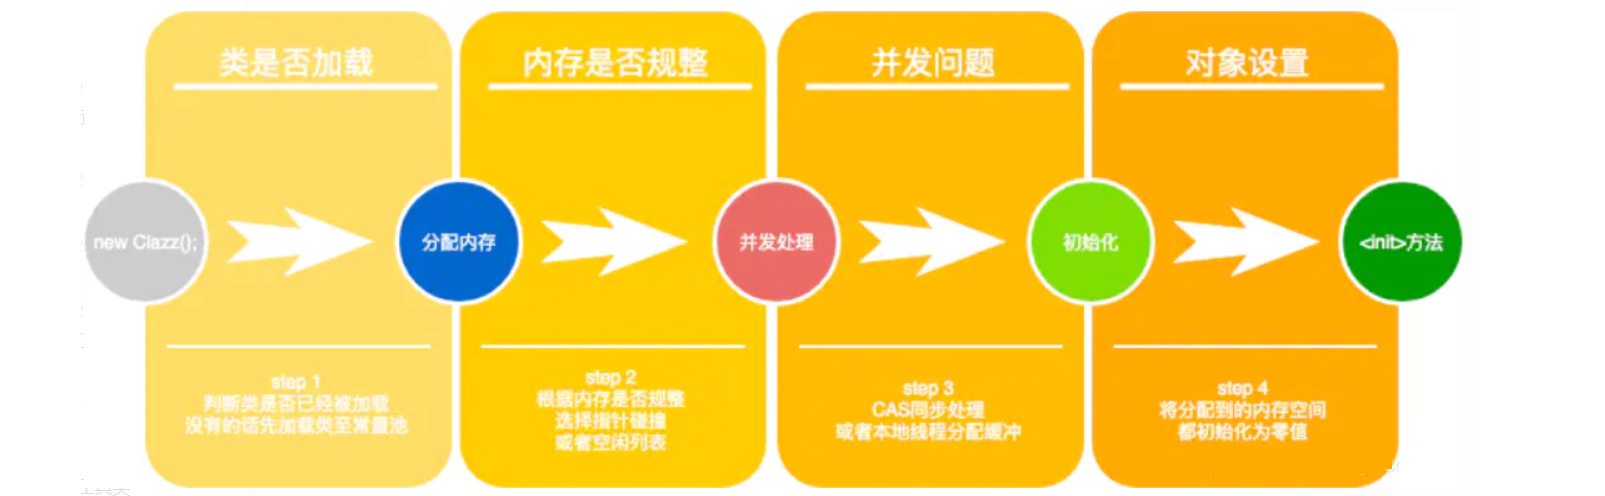 类是否加载
内存是否规整
并发问题
对象设置
new Clazz();
分配内存
并发处理
初始化
<init>方法
step 1
判断类是否已经被加载
没有的话先加载类至常量池
step 2
根据内存是否规整
选择指针碰撞
或者空闲列表
step 3
CAS同步处理
或者本地线程分配缓冲
step 4
将分配到的内存空间
都初始化为零值